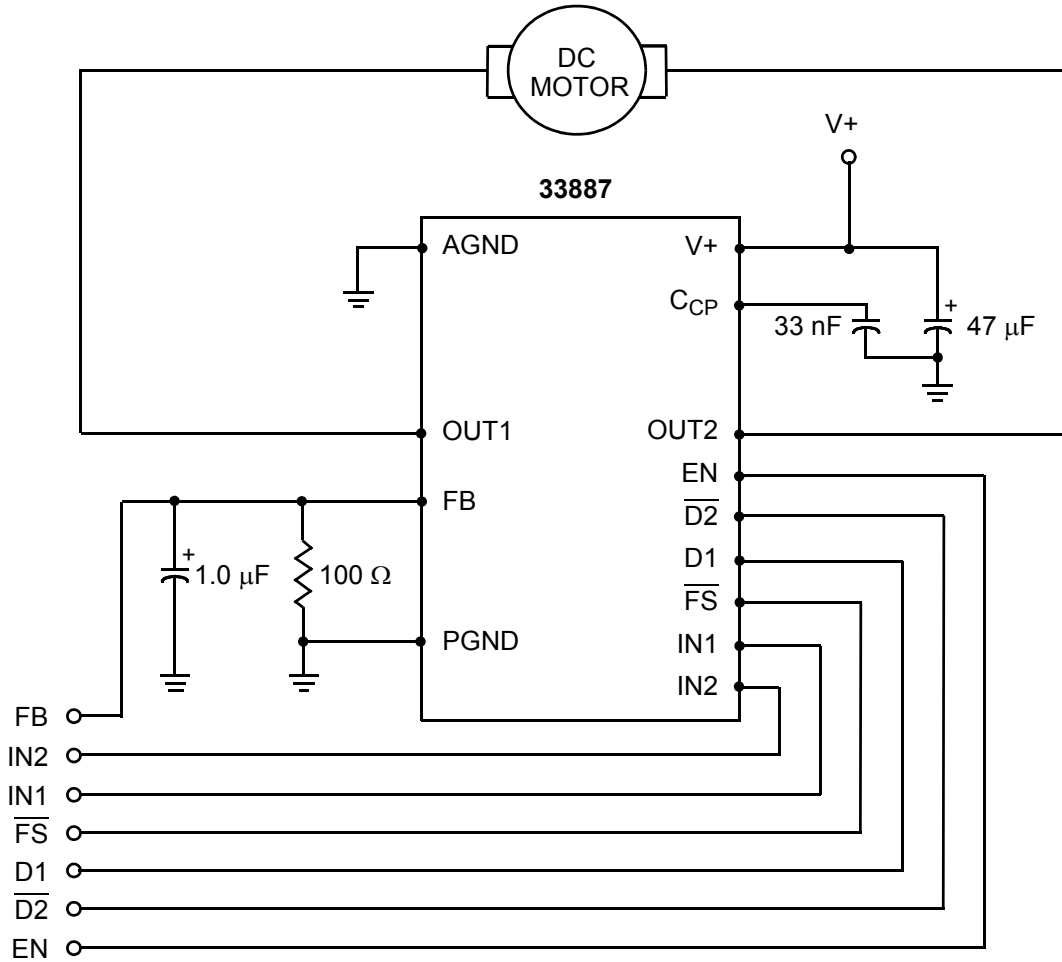 DC
MOTOR
V+
33887
AGND
V+
CCP
33 nF
+
47 μF
OUT1
OUT2
FB
EN
D2
+
1.0 μF
100 Ω
D1
FS
PGND
IN1
IN2
FB
IN2
IN1
FS
D1
D2
EN